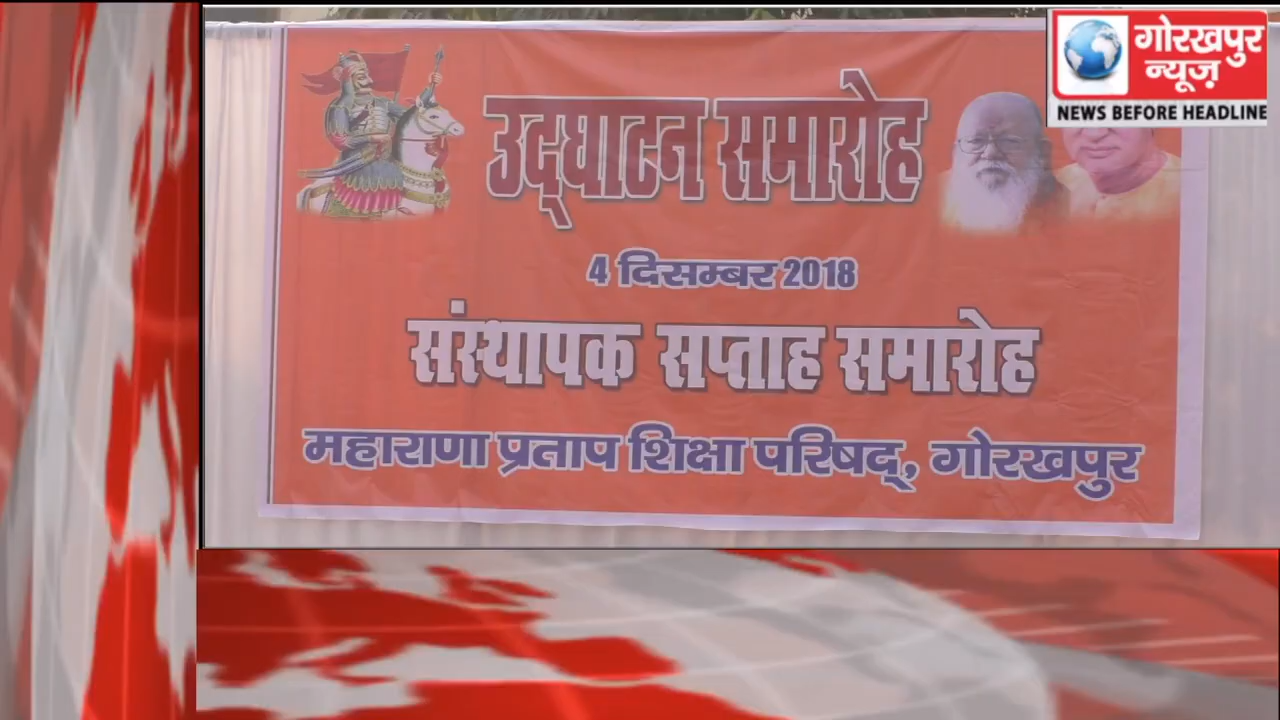 गोरखपुर
न्यूज़
NEWS BEFORE HEADLINE
उद्घाटन समारोह
4 दिसम्बर 2018
संस्थापक सप्ताह समारोह
महाराणा प्रताप शिक्षा परिषद्, गोरखपुर